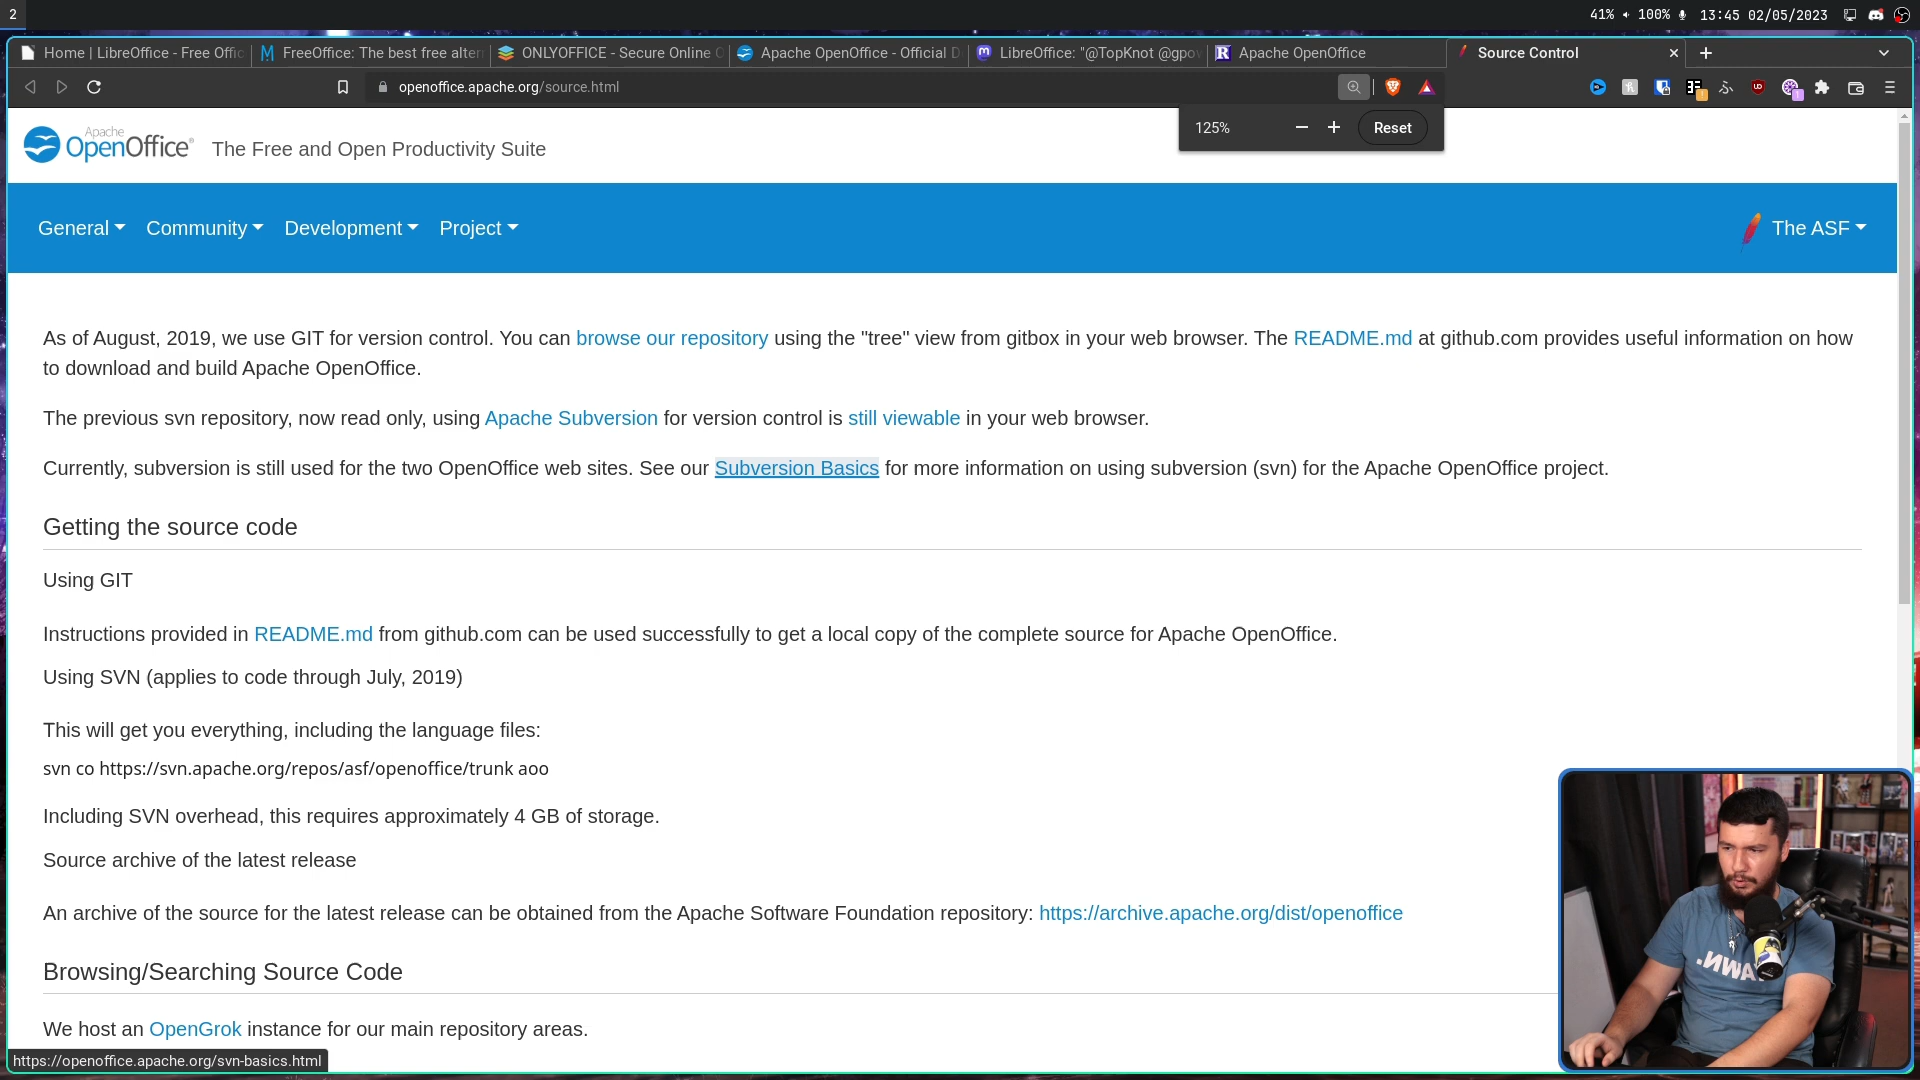 2
41%
100%
13:45 02/05/2023
Home | LibreOffice - Free Offic
FreeOffice: The best free altern
ONLYOFFICE - Secure Online O
Apache OpenOffice - Official D
LibreOffice: "@TopKnot @gpov
Apache OpenOffice
Source Control
openoffice.apache.org/source.html
125%
Reset
Apache
OpenOffice
The Free and Open Productivity Suite
General
Community
Development
Project
The ASF
As of August, 2019, we use GIT for version control. You can browse our repository using the "tree" view from gitbox in your web browser. The README.md at github.com provides useful information on how
to download and build Apache OpenOffice.
The previous svn repository, now read only, using Apache Subversion for version control is still viewable in your web browser.
Currently, subversion is still used for the two OpenOffice web sites. See our Subversion Basics for more information on using subversion (svn) for the Apache OpenOffice project.
Getting the source code
Using GIT
Instructions provided in README.md from github.com can be used successfully to get a local copy of the complete source for Apache OpenOffice.
Using SVN (applies to code through July, 2019)
This will get you everything, including the language files:
svn co https://svn.apache.org/repos/asf/openoffice/trunk aoo
Including SVN overhead, this requires approximately 4 GB of storage.
Source archive of the latest release
An archive of the source for the latest release can be obtained from the Apache Software Foundation repository: https://archive.apache.org/dist/openoffice
Browsing/Searching Source Code
We host an OpenGrok instance for our main repository areas.
https://openoffice.apache.org/svn-basics.html